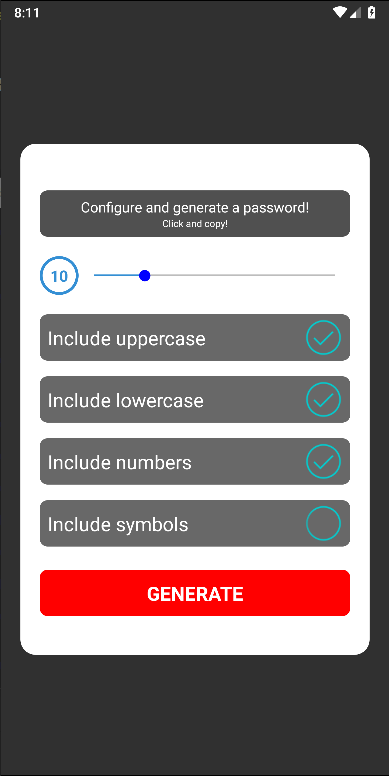 8:11
Configure and generate a password!
Click and copy!
10
Include uppercase
Include lowercase
Include numbers
Include symbols
GENERATE